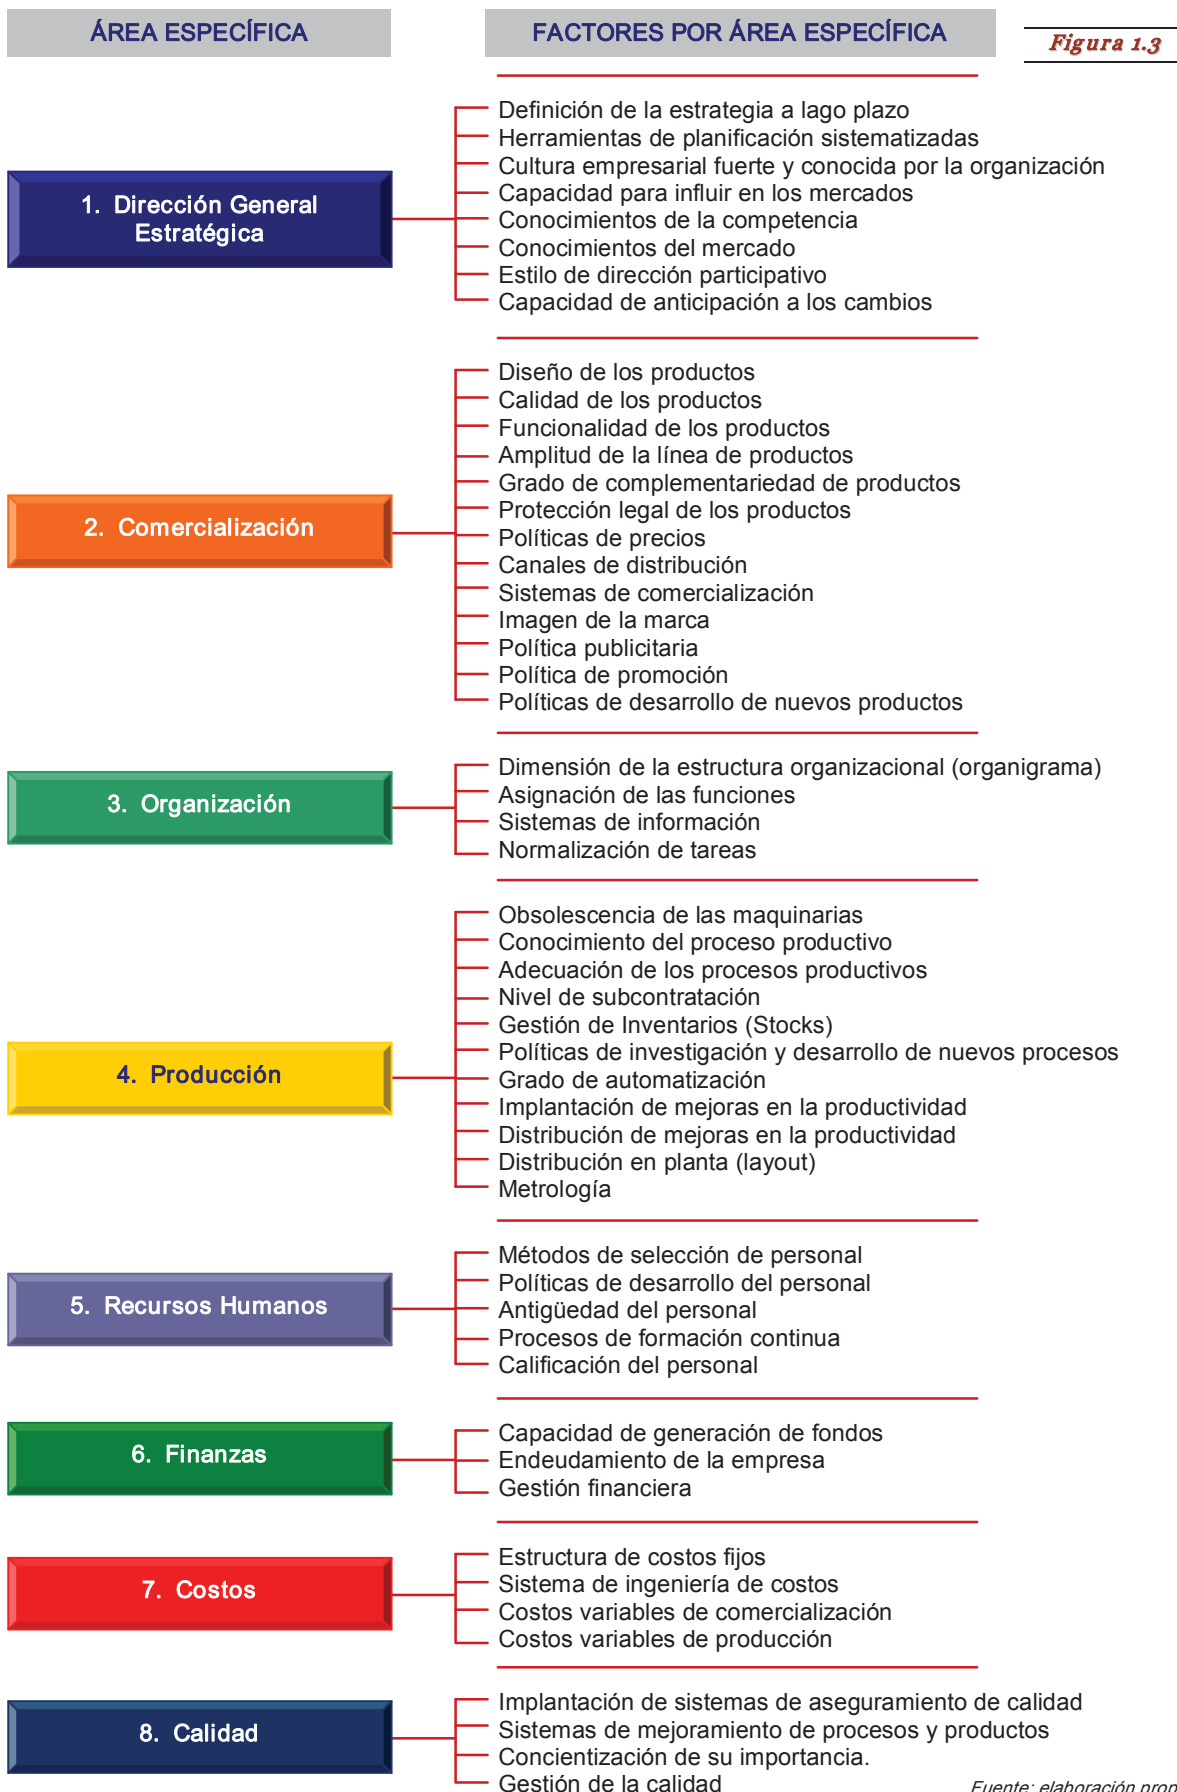 ÁREA ESPECÍFICA
FACTORES POR ÁREA ESPECÍFICA
Figura 1.3
1. Dirección General
Estratégica
Definición de la estrategia a lago plazo
Herramientas de planificación sistematizadas
Cultura empresarial fuerte y conocida por la organización
Capacidad para influir en los mercados
Conocimientos de la competencia
Conocimientos del mercado
Estilo de dirección participativo
Capacidad de anticipación a los cambios
2. Comercialización
Diseño de los productos
Calidad de los productos
Funcionalidad de los productos
Amplitud de la línea de productos
Grado de complementariedad de productos
Protección legal de los productos
Políticas de precios
Canales de distribución
Sistemas de comercialización
Imagen de la marca
Política publicitaria
Política de promoción
Políticas de desarrollo de nuevos productos
3. Organización
Dimensión de la estructura organizacional (organigrama)
Asignación de las funciones
Sistemas de información
Normalización de tareas
4. Producción
Obsolescencia de las maquinarias
Conocimiento del proceso productivo
Adecuación de los procesos productivos
Nivel de subcontratación
Gestión de Inventarios (Stocks)
Políticas de investigación y desarrollo de nuevos procesos
Grado de automatización
Implantación de mejoras en la productividad
Distribución de mejoras en la productividad
Distribución en planta (layout)
Metrología
5. Recursos Humanos
Métodos de selección de personal
Políticas de desarrollo del personal
Antigüedad del personal
Procesos de formación continua
Calificación del personal
6. Finanzas
Capacidad de generación de fondos
Endeudamiento de la empresa
Gestión financiera
7. Costos
Estructura de costos fijos
Sistema de ingeniería de costos
Costos variables de comercialización
Costos variables de producción
8. Calidad
Implantación de sistemas de aseguramiento de calidad
Sistemas de mejoramiento de procesos y productos
Concientización de su importancia.
Gestión de la calidad
Fuente: elaboración prop